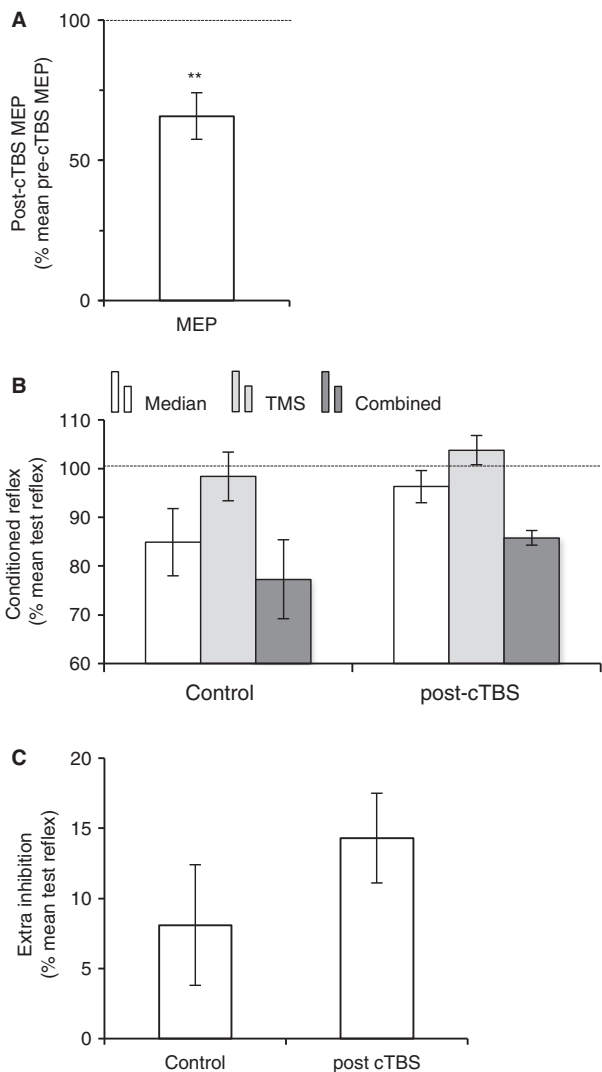 A
Post-cTBS MEP
(% mean pre-cTBS MEP)
100
50
0
**
MEP
B
Median
TMS
Combined
Conditioned reflex
(% mean test reflex)
110
100
90
80
70
60
Control
post-cTBS
C
Extra inhibition
(% mean test reflex)
20
15
10
5
0
Control
post cTBS